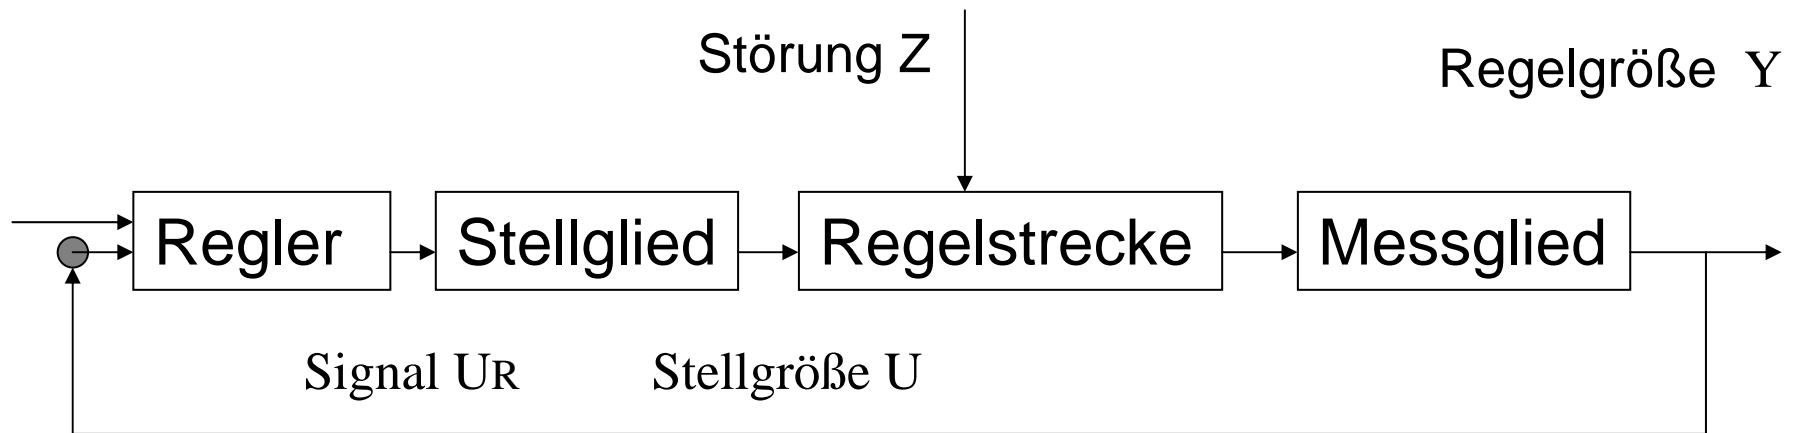 Störung Z
Regelgröße Y
Regler
Stellglied
Regelstrecke
Messglied
Signal UR
Stellgröße U